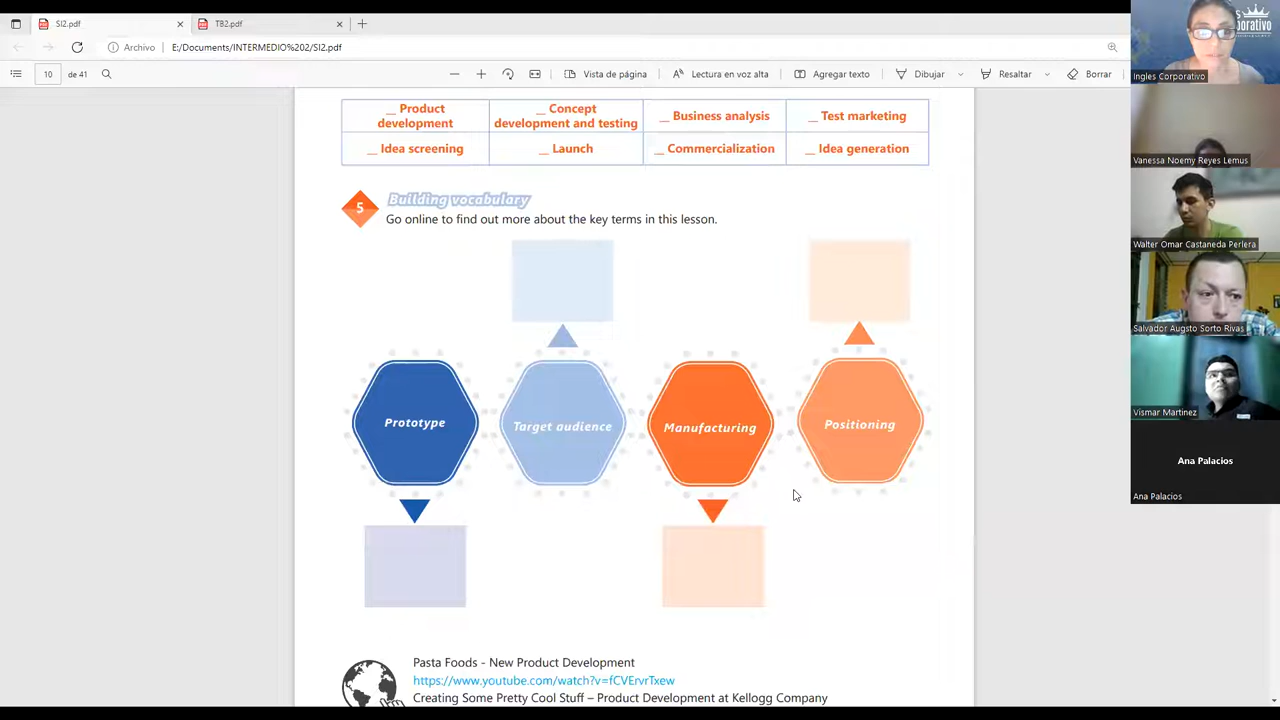 SI2.pdf
TB2.pdf
Archivo
E:/Documents/INTERMEDIO%202/SI2.pdf
10
de 41
Vista de página
Lectura en voz alta
Agregar texto
Dibujar
Resaltar
Borrar
__ Product development
__ Concept development and testing
__ Business analysis
__ Test marketing
__ Idea screening
__ Launch
__ Commercialization
__ Idea generation
5
Building vocabulary
Go online to find out more about the key terms in this lesson.
Prototype
Target audience
Manufacturing
Positioning
Pasta Foods - New Product Development
https://www.youtube.com/watch?v=fCVErvrTxew
Creating Some Pretty Cool Stuff – Product Development at Kellogg Company
Ingles Corporativo
Vanessa Noemy Reyes Lemus
Walter Omar Castaneda Perlera
Salvador Augsto Sorto Rivas
Vismar Martinez
Ana Palacios
Ana Palacios